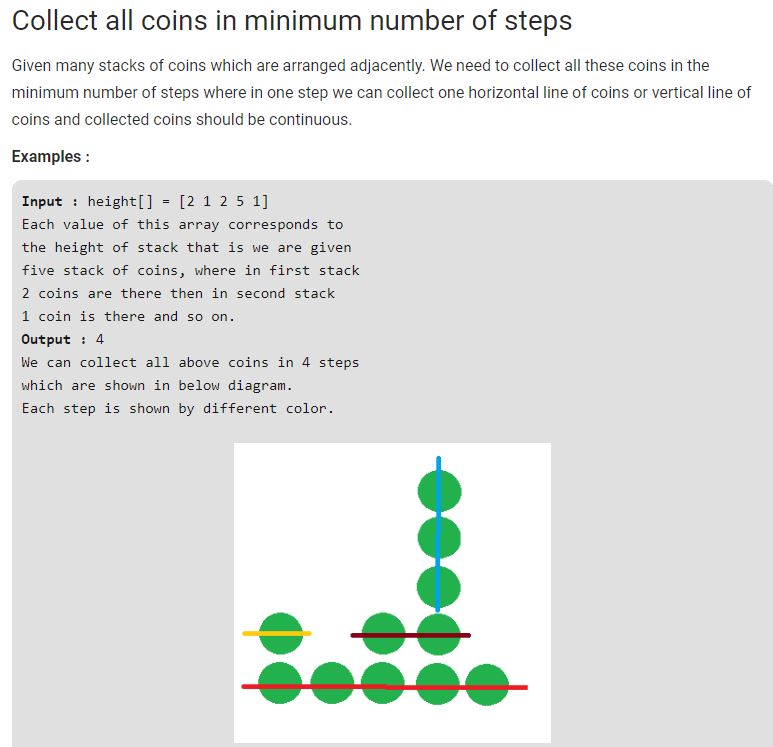 Collect all coins in minimum number of steps
Given many stacks of coins which are arranged adjacently. We need to collect all these coins in the
minimum number of steps where in one step we can collect one horizontal line of coins or vertical line of
coins and collected coins should be continuous.
Examples :
Input : height[] = [2 1 2 5 1]
Each value of this array corresponds to
the height of stack that is we are given
five stack of coins, where in first stack
2 coins are there then in second stack
1 coin is there and so on.
Output : 4
We can collect all above coins in 4 steps
which are shown in below diagram.
Each step is shown by different color.